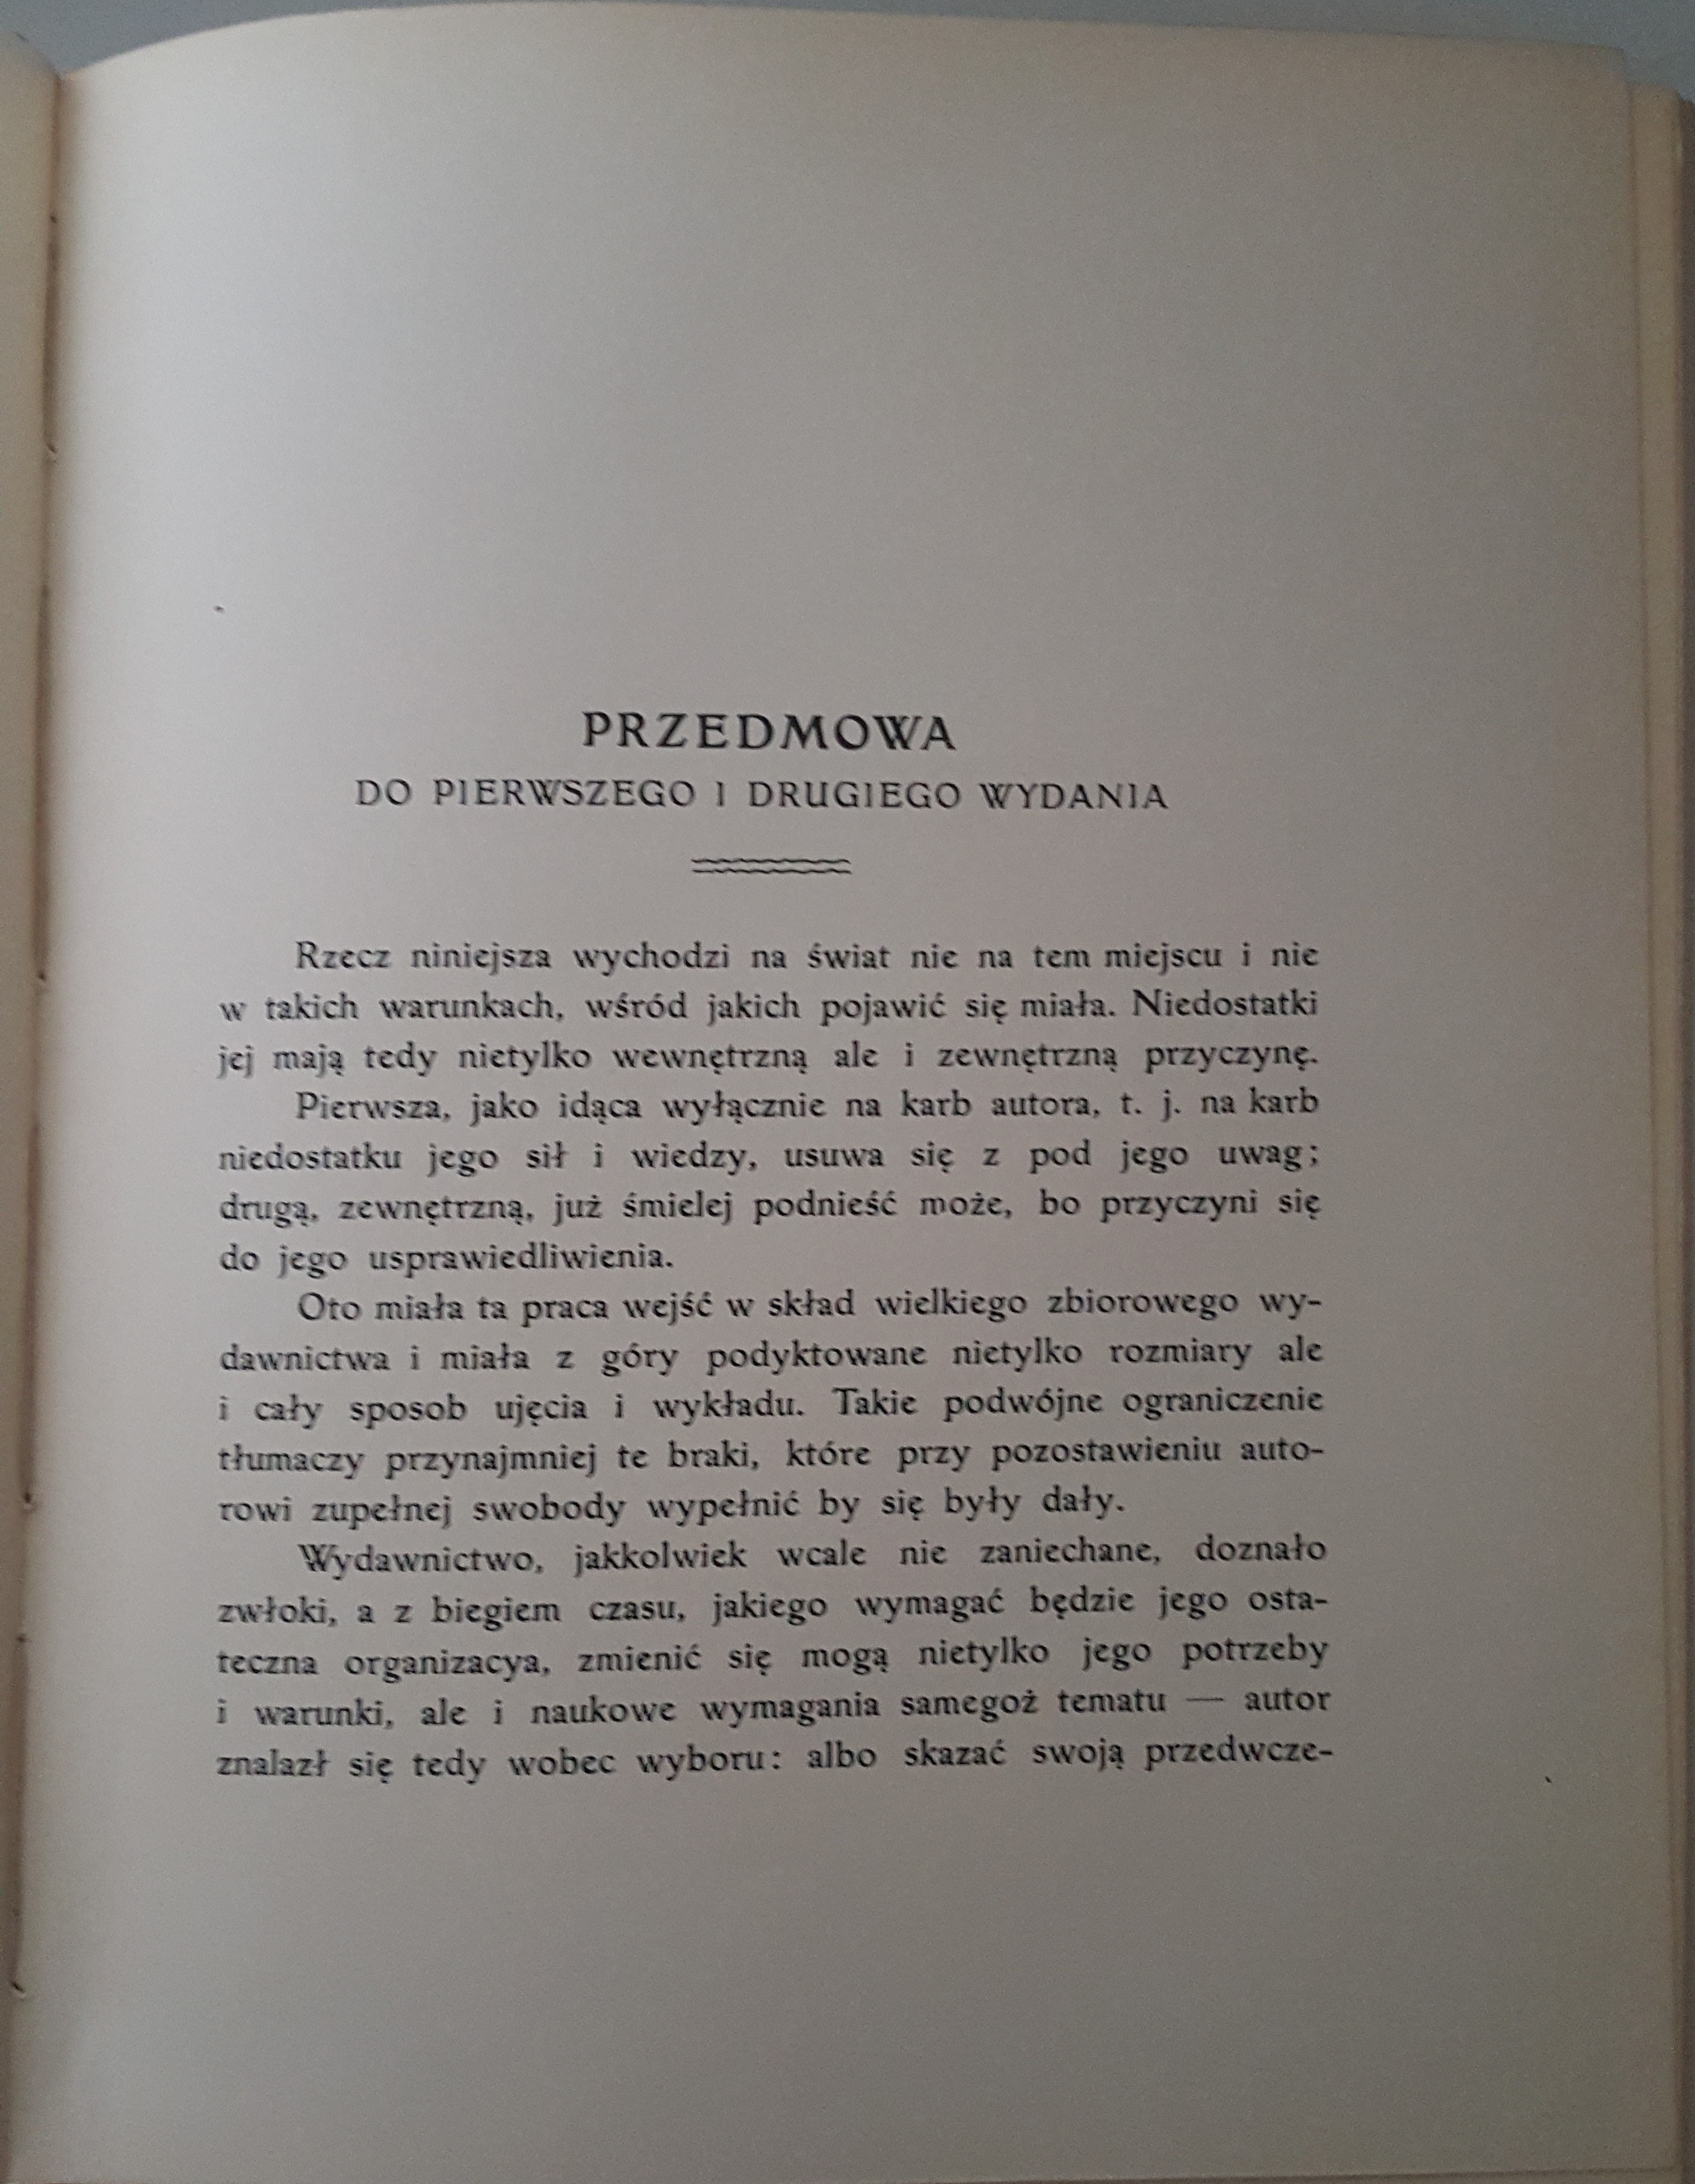 PRZEDMOWA
DO PIERWSZEGO I DRUGIEGO WYDANIA
Rzecz niniejsza wychodzi na świat nie na tem miejscu i nie
w takich warunkach, wśród jakich pojawić się miała. Niedostatki
jej mają tedy nietylko wewnętrzną ale i zewnętrzną przyczynę.
Pierwsza, jako idąca wyłącznie na karb autora, t. j. na karb
niedostatku jego sił i wiedzy, usuwa się z pod jego uwag;
drugą, zewnętrzną, już śmielej podnieść może, bo przyczyni się
do jego usprawiedliwienia.
Oto miała ta praca wejść w skład wielkiego zbiorowego wy-
dawnictwa i miała z góry podyktowane nietylko rozmiary ale
i cały sposob ujęcia i wykładu. Takie podwójne ograniczenie
tłumaczy przynajmniej te braki, które przy pozostawieniu auto-
rowi zupełnej swobody wypełnić by się były dały.
Wydawnictwo, jakkolwiek wcale nie zaniechane, doznało
zwłoki, a z biegiem czasu, jakiego wymagać będzie jego osta-
teczna organizacya, zmienić się mogą nietylko jego potrzeby
i warunki, ale i naukowe wymagania samegoż tematu — autor
znalazł się tedy wobec wyboru: albo skazać swoją przedwcze-